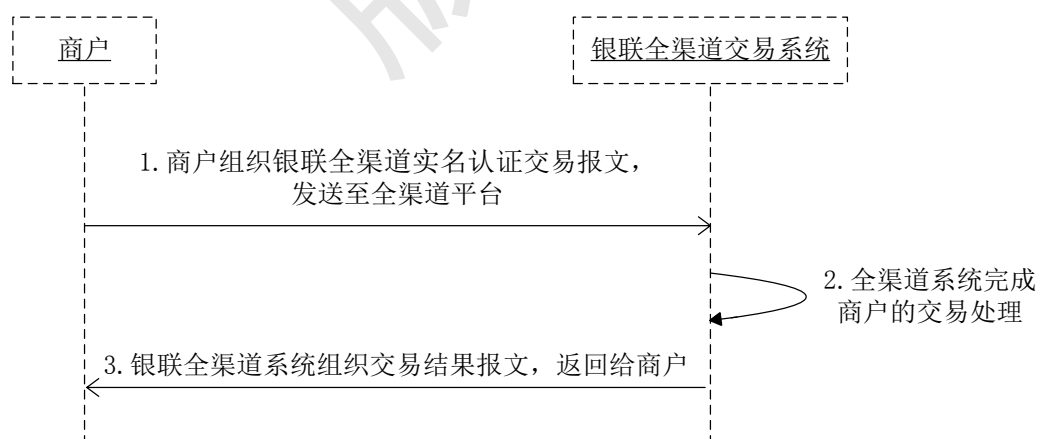 商户
银联全渠道交易系统
1.商户组织银联全渠道实名认证交易报文，
发送至全渠道平台
2.全渠道系统完成
商户的交易处理
3.银联全渠道系统组织交易结果报文，返回给商户